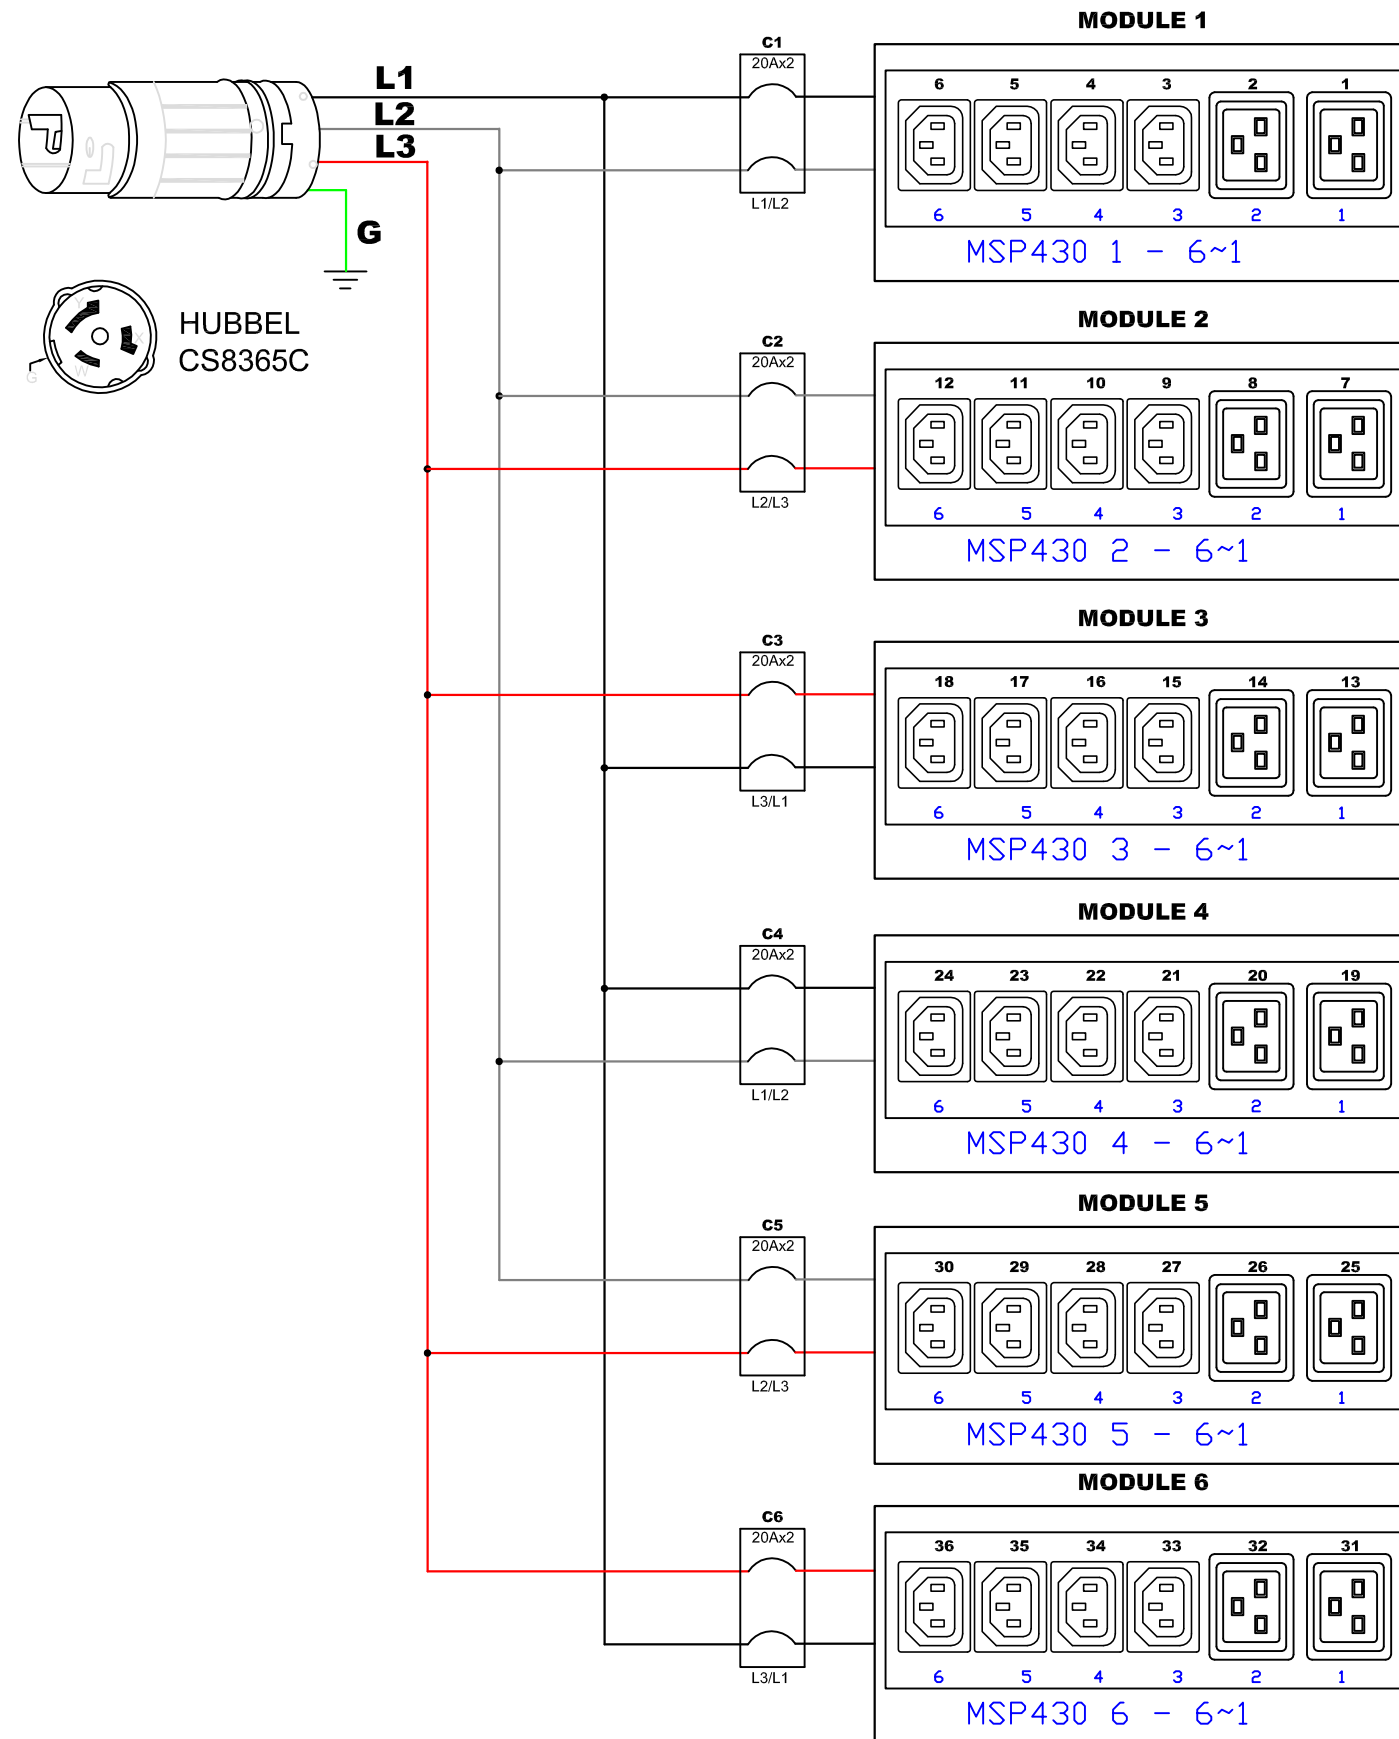 MODULE 1
C1
20Ax2
L1/L2
L1
L2
L3
G
6 5 4 3 2 1
6 5 4 3 2 1
MSP430 1 - 6~1
HUBBEL
CS8365C
Y
X
W
G
MODULE 2
C2
20Ax2
L2/L3
12 11 10 9 8 7
6 5 4 3 2 1
MSP430 2 - 6~1
MODULE 3
C3
20Ax2
L3/L1
18 17 16 15 14 13
6 5 4 3 2 1
MSP430 3 - 6~1
MODULE 4
C4
20Ax2
L1/L2
24 23 22 21 20 19
6 5 4 3 2 1
MSP430 4 - 6~1
MODULE 5
C5
20Ax2
L2/L3
30 29 28 27 26 25
6 5 4 3 2 1
MSP430 5 - 6~1
MODULE 6
C6
20Ax2
L3/L1
36 35 34 33 32 31
6 5 4 3 2 1
MSP430 6 - 6~1